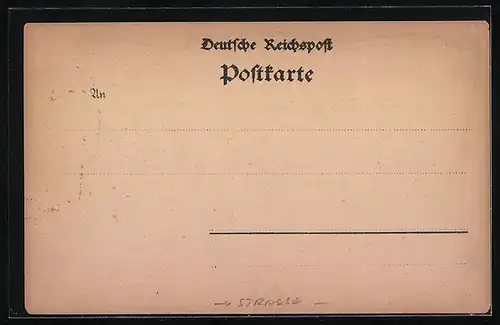 Deutsche Reichspost
Postkarte
An
→ STRASSE —